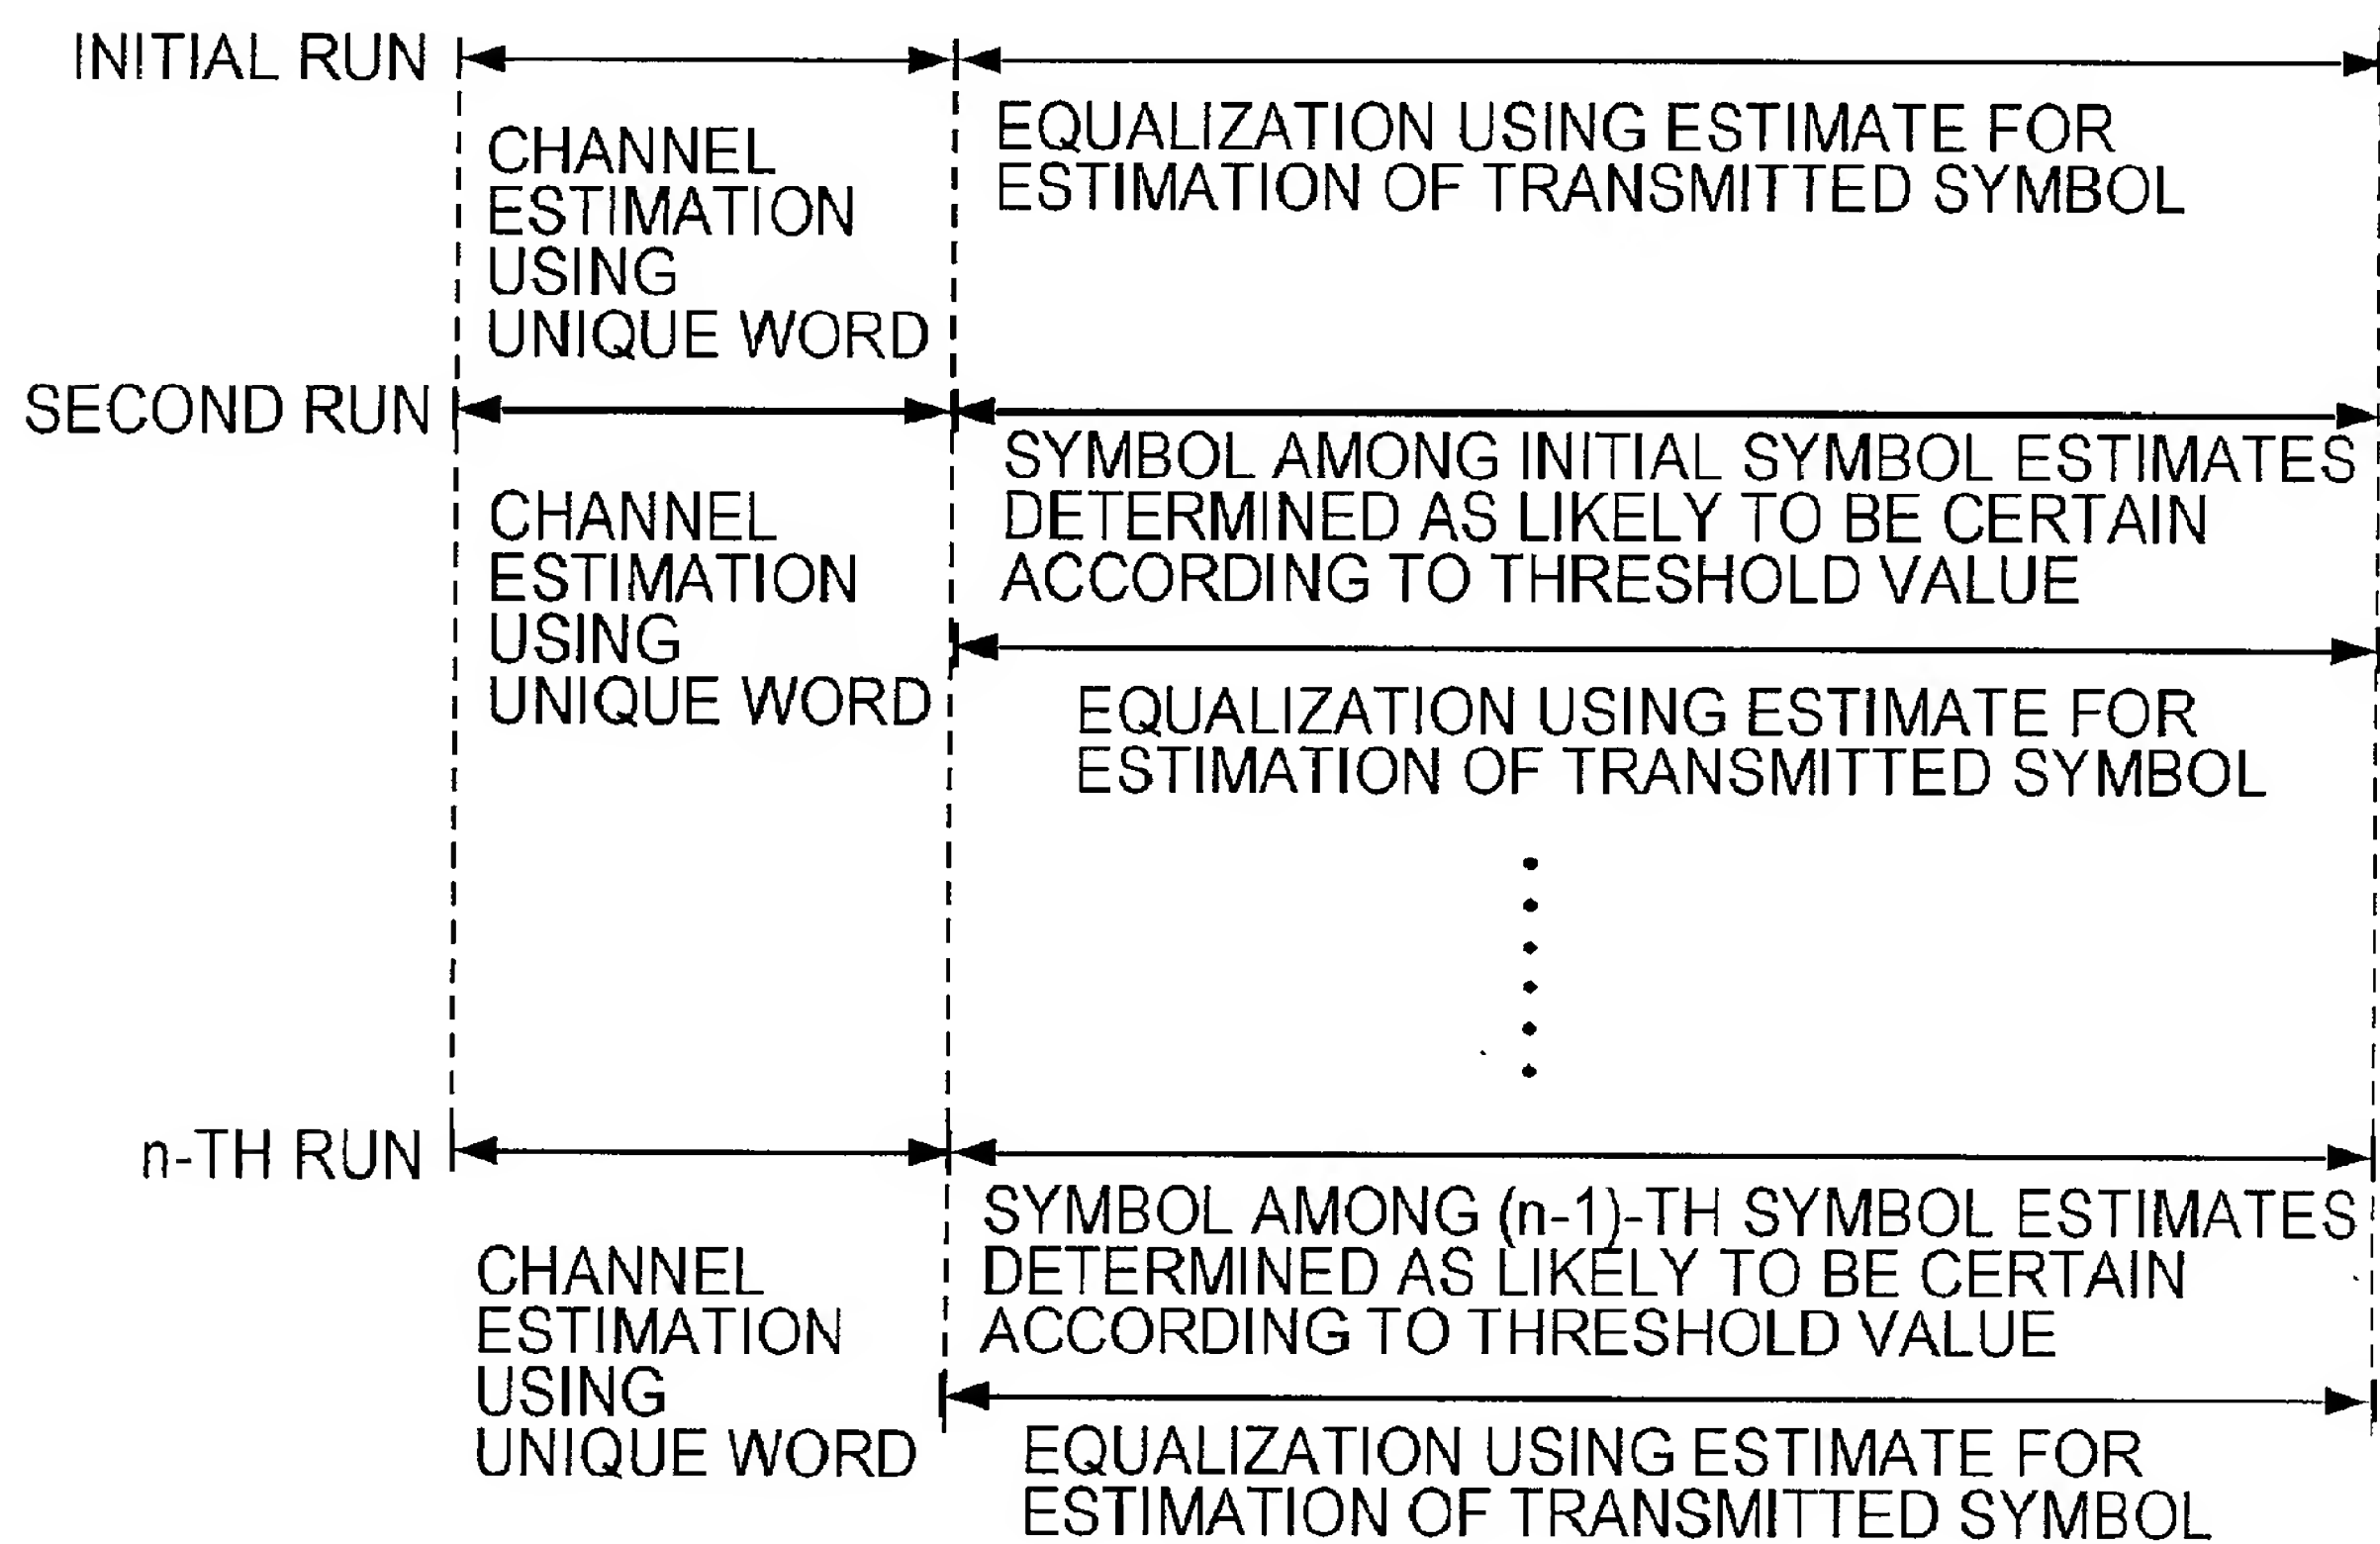 INITIAL RUN
CHANNEL
ESTIMATION
USING
UNIQUE WORD
EQUALIZATION USING ESTIMATE FOR
ESTIMATION OF TRANSMITTED SYMBOL
SECOND RUN
CHANNEL
ESTIMATION
USING
UNIQUE WORD
SYMBOL AMONG INITIAL SYMBOL ESTIMATES
DETERMINED AS LIKELY TO BE CERTAIN
ACCORDING TO THRESHOLD VALUE
EQUALIZATION USING ESTIMATE FOR
ESTIMATION OF TRANSMITTED SYMBOL
n-TH RUN
CHANNEL
ESTIMATION
USING
UNIQUE WORD
SYMBOL AMONG (n-1)-TH SYMBOL ESTIMATES
DETERMINED AS LIKELY TO BE CERTAIN
ACCORDING TO THRESHOLD VALUE
EQUALIZATION USING ESTIMATE FOR
ESTIMATION OF TRANSMITTED SYMBOL